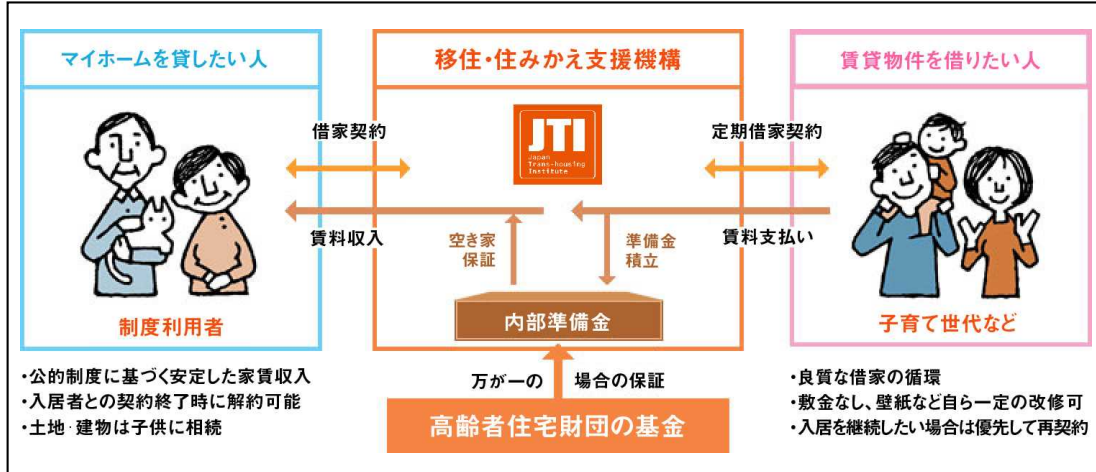 マイホームを貸したい人
移住・住みかえ支援機構
賃貸物件を借りたい人
借家契約
JTI
Japan
Trans-housing
Institute
定期借家契約
賃料収入
空き家
保証
準備金
積立
賃料支払い
制度利用者
内部準備金
子育て世代など
・公的制度に基づく安定した家賃収入
・入居者との契約終了時に解約可能
・土地・建物は子供に相続
万が一の 場合の保証
高齢者住宅財団の基金
・良質な借家の循環
・敷金なし、壁紙など自ら一定の改修可
・入居を継続したい場合は優先して再契約